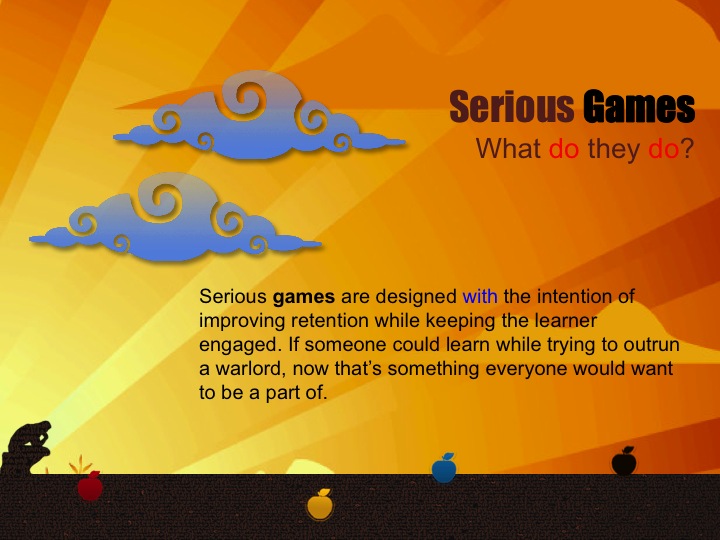 Serious Games
What do they do?
Serious games are designed with the intention of
improving retention while keeping the learner
engaged. If someone could learn while trying to outrun
a warlord, now that’s something everyone would want
to be a part of.